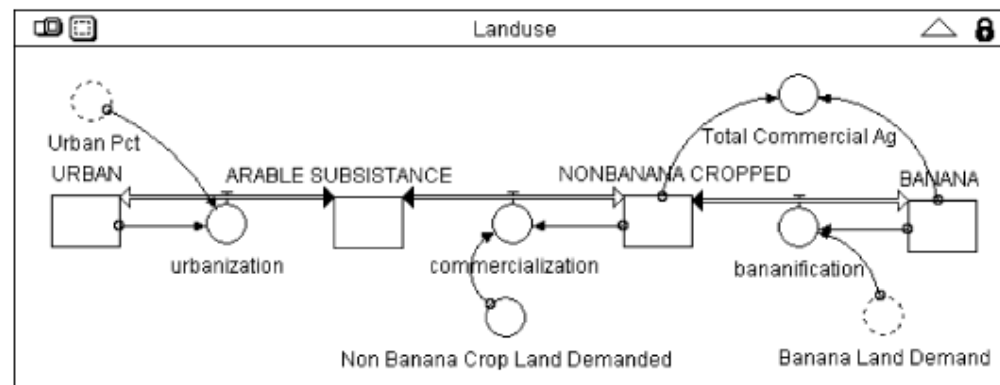 Landuse
Urban Pct
Total Commercial Ag
URBAN
ARABLE SUBSISTANCE
NONBANANA CROPPED
BANANA
urbanization
commercialization
bananification
Non Banana Crop Land Demanded
Banana Land Demand